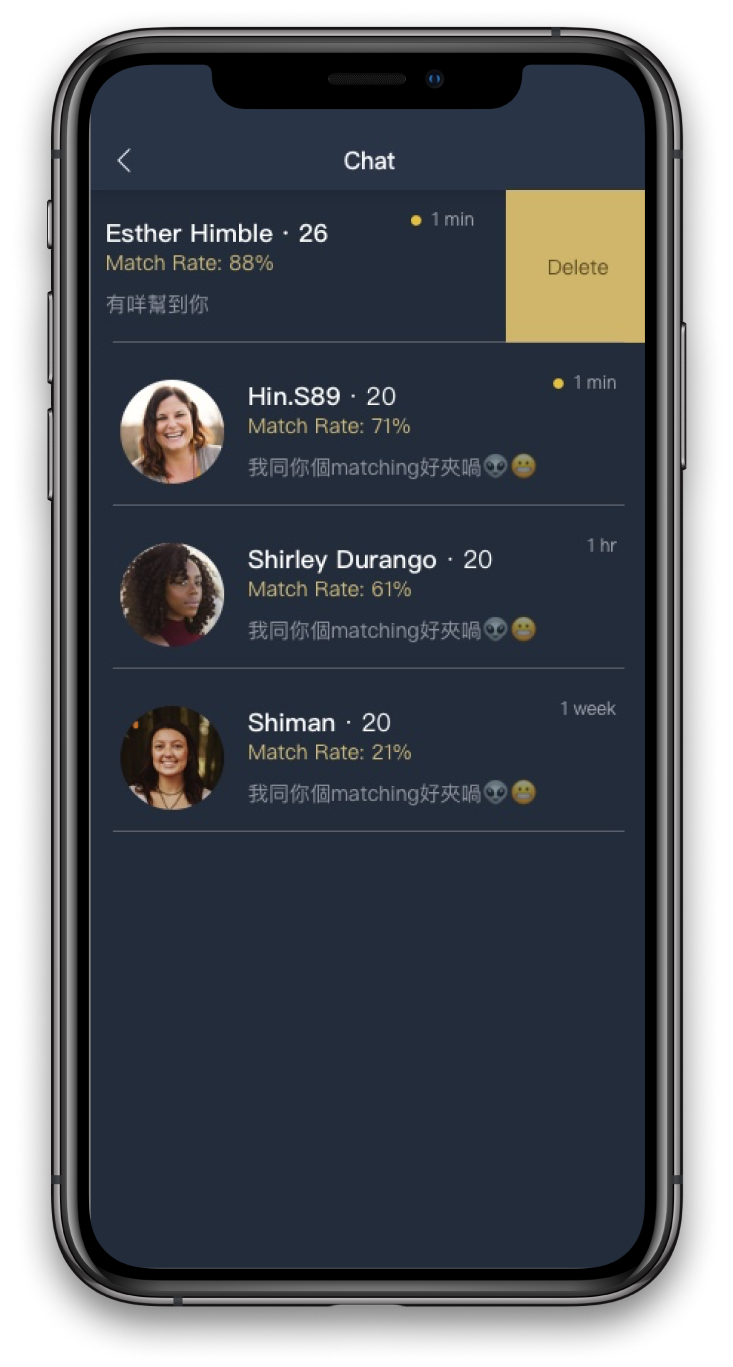 Chat
Esther Himble · 26
1 min
Match Rate: 88%
有咩幫到你
Delete
Hin.S89 · 20
1 min
Match Rate: 71%
我同你個matching好夾喎👽😬
Shirley Durango · 20
1 hr
Match Rate: 61%
我同你個matching好夾喎👽😬
Shiman · 20
1 week
Match Rate: 21%
我同你個matching好夾喎👽😬